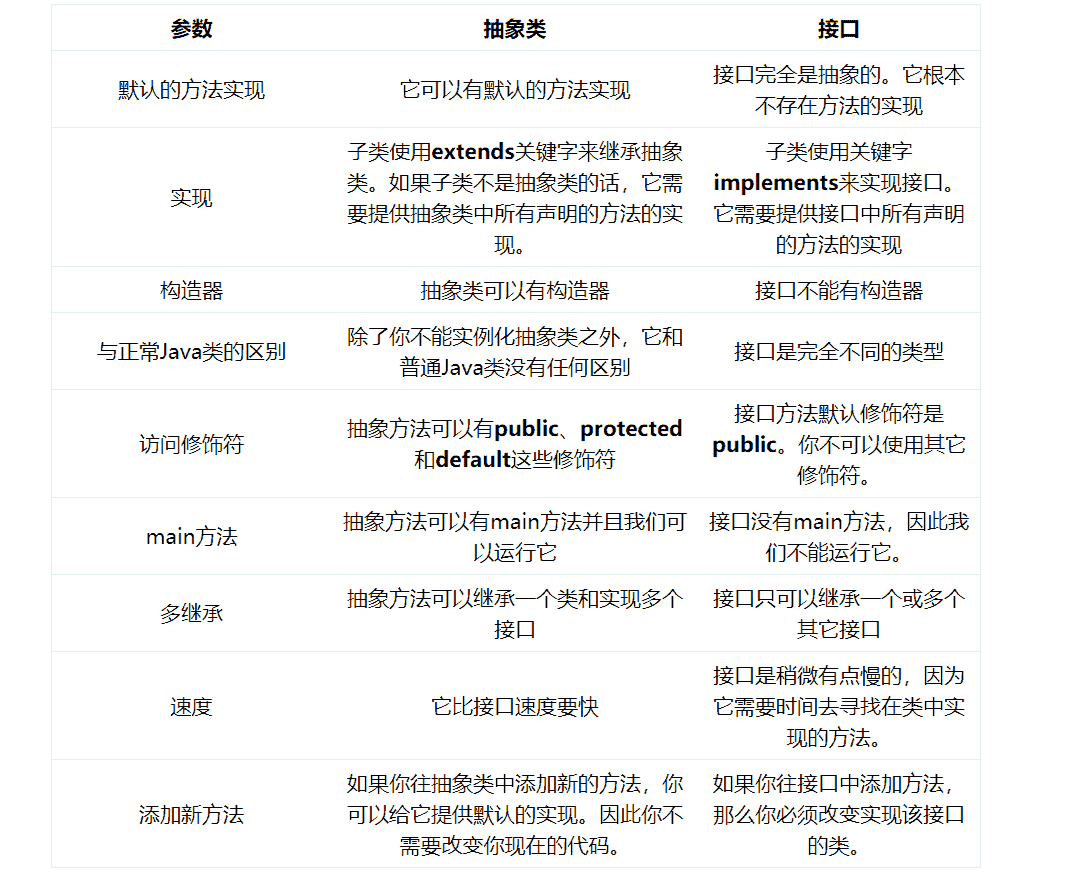 参数 抽象类 接口
默认的方法实现 它可以有默认的方法实现 接口完全是抽象的。它根本
不存在方法的实现
实现 子类使用extends关键字来继承抽象
类。如果子类不是抽象类的话，它需
要提供抽象类中所有声明的方法的实
现。
子类使用关键字
implements来实现接口。
它需要提供接口中所有声明
的方法的实现
构造器 抽象类可以有构造器 接口不能有构造器
与正常Java类的区别 除了你不能实例化抽象类之外，它和
普通Java类没有任何区别
接口是完全不同的类型
访问修饰符 抽象方法可以有public、protected
和default这些修饰符
接口方法默认修饰符是
public。你不可以使用其它
修饰符。
main方法 抽象方法可以有main方法并且我们可
以运行它
接口没有main方法，因此我
们不能运行它。
多继承 抽象方法可以继承一个类和实现多个
接口
接口只可以继承一个或多个
其它接口
速度 它比接口速度要快 接口是稍微有点慢的，因为
它需要时间去寻找在类中实
现的方法。
添加新方法 如果你往抽象类中添加新的方法，你
可以给它提供默认的实现。因此你不
需要改变你现在的代码。
如果你往接口中添加方法，
那么你必须改变实现该接口
的类。